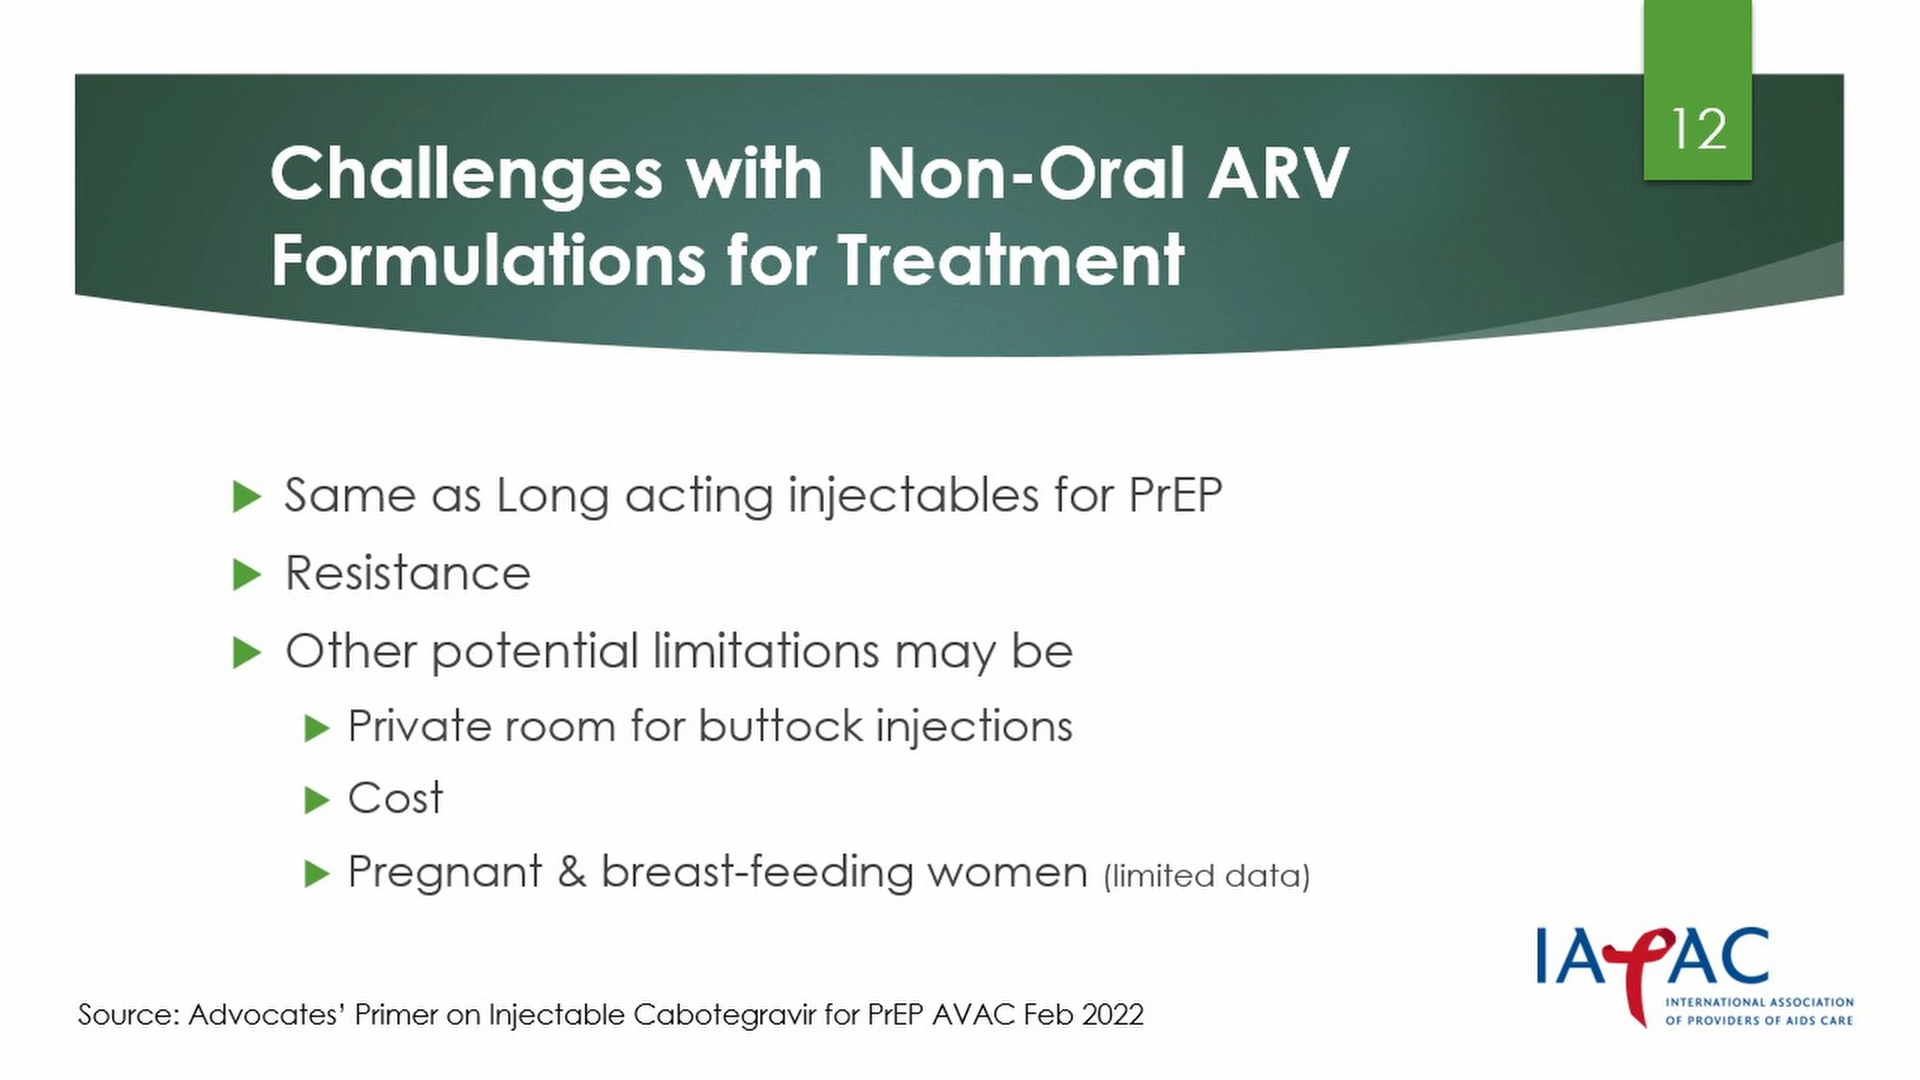 12
Challenges with  Non-Oral ARV
Formulations for Treatment
Same as Long acting injectables for PrEP
Resistance
Other potential limitations may be
Private room for buttock injections
Cost
Pregnant & breast-feeding women (limited data)
IAPAC
INTERNATIONAL ASSOCIATION
OF PROVIDERS OF AIDS CARE
Source: Advocates’ Primer on Injectable Cabotegravir for PrEP AVAC Feb 2022